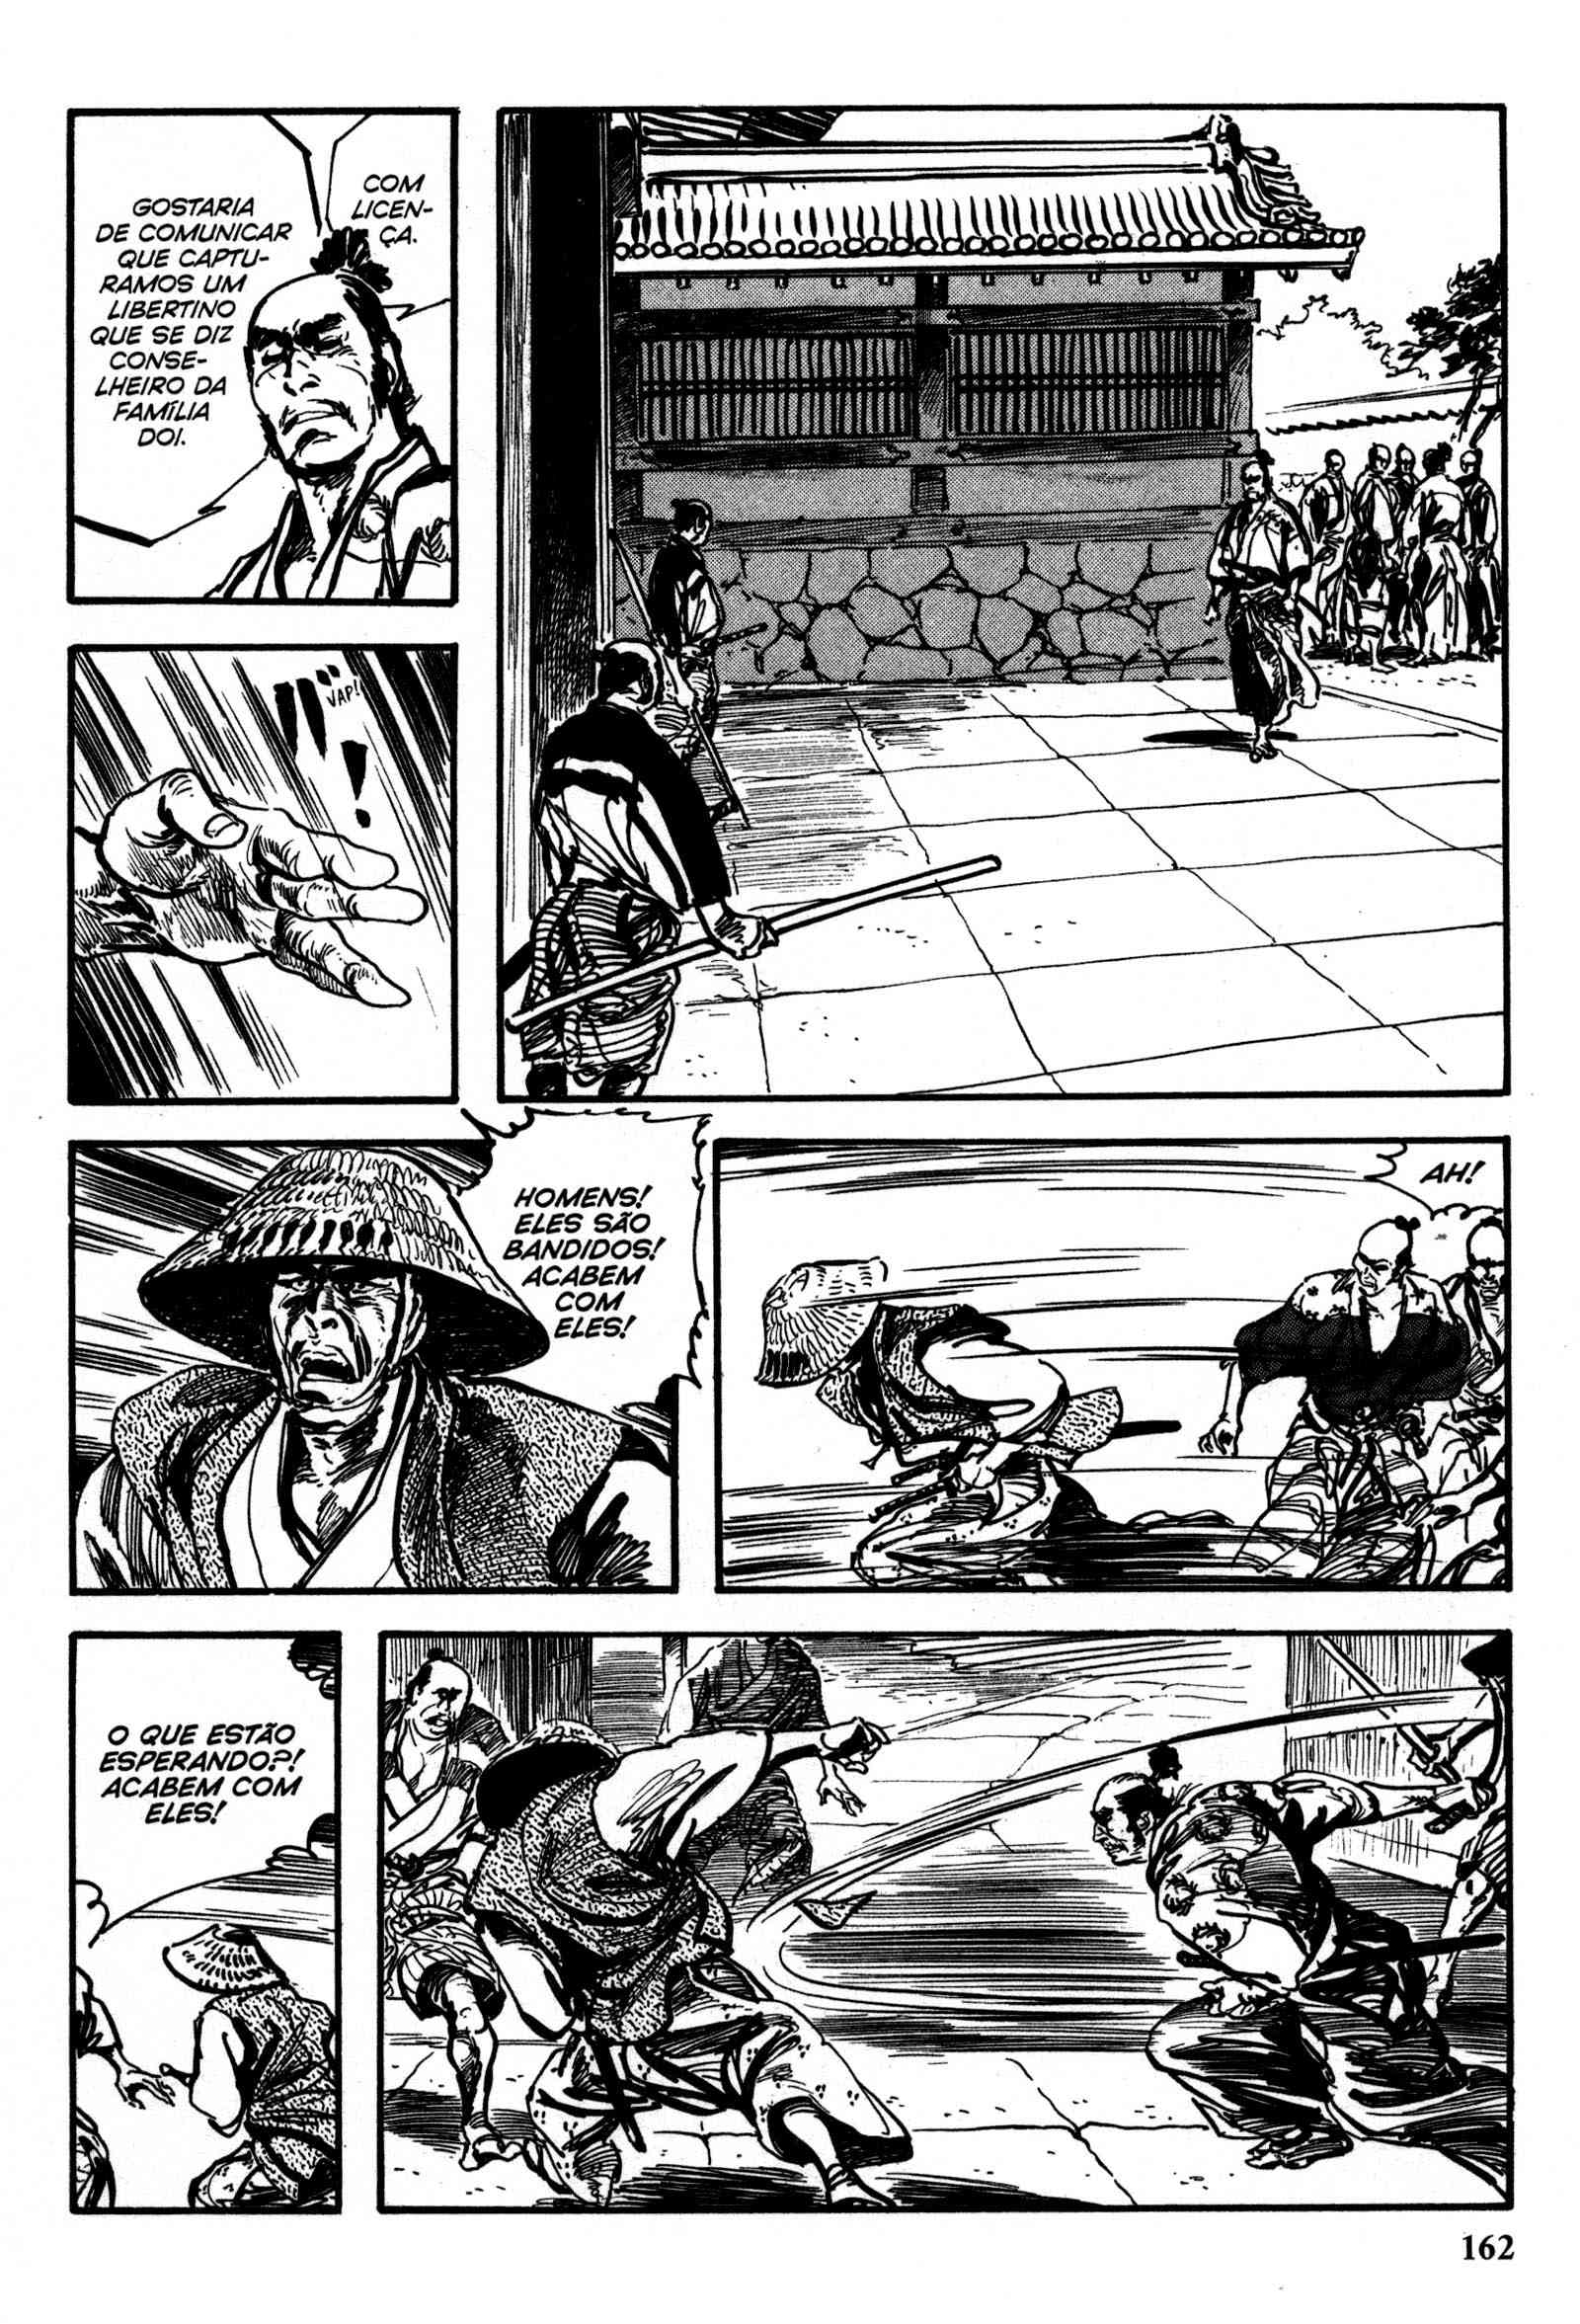 COM
LICEN-
ÇA.
GOSTARIA
DE COMUNICAR
QUE CAPTU-
RAMOS UM
LIBERTINO
QUE SE DIZ
CONSE-
LHEIRO DA
FAMÍLIA
DOI.
VAP!
AH!
HOMENS!
ELES SÃO
BANDIDOS!
ACABEM
COM
ELES!
O QUE ESTÃO
ESPERANDO?!
ACABEM COM
ELES!
162